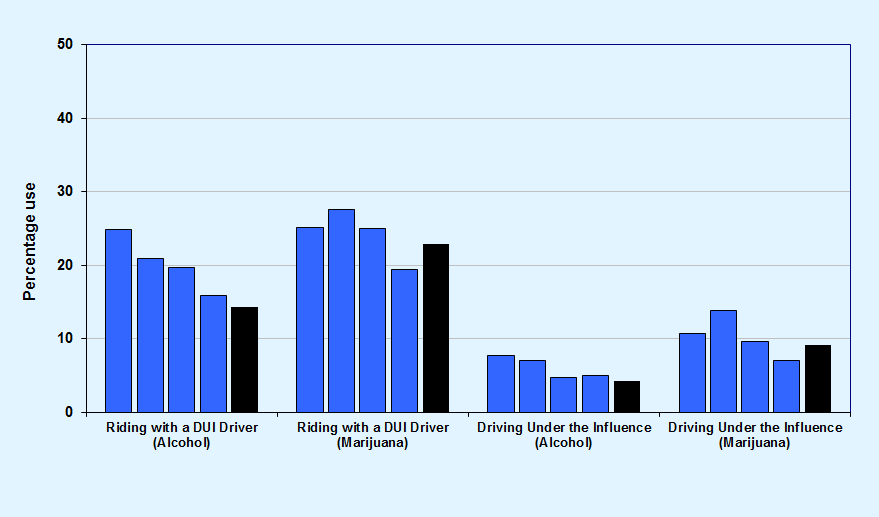 50
40
30
20
10
0
Percentage use
Riding with a DUI Driver
(Alcohol)
Riding with a DUI Driver
(Marijuana)
Driving Under the Influence
(Alcohol)
Driving Under the Influence
(Marijuana)